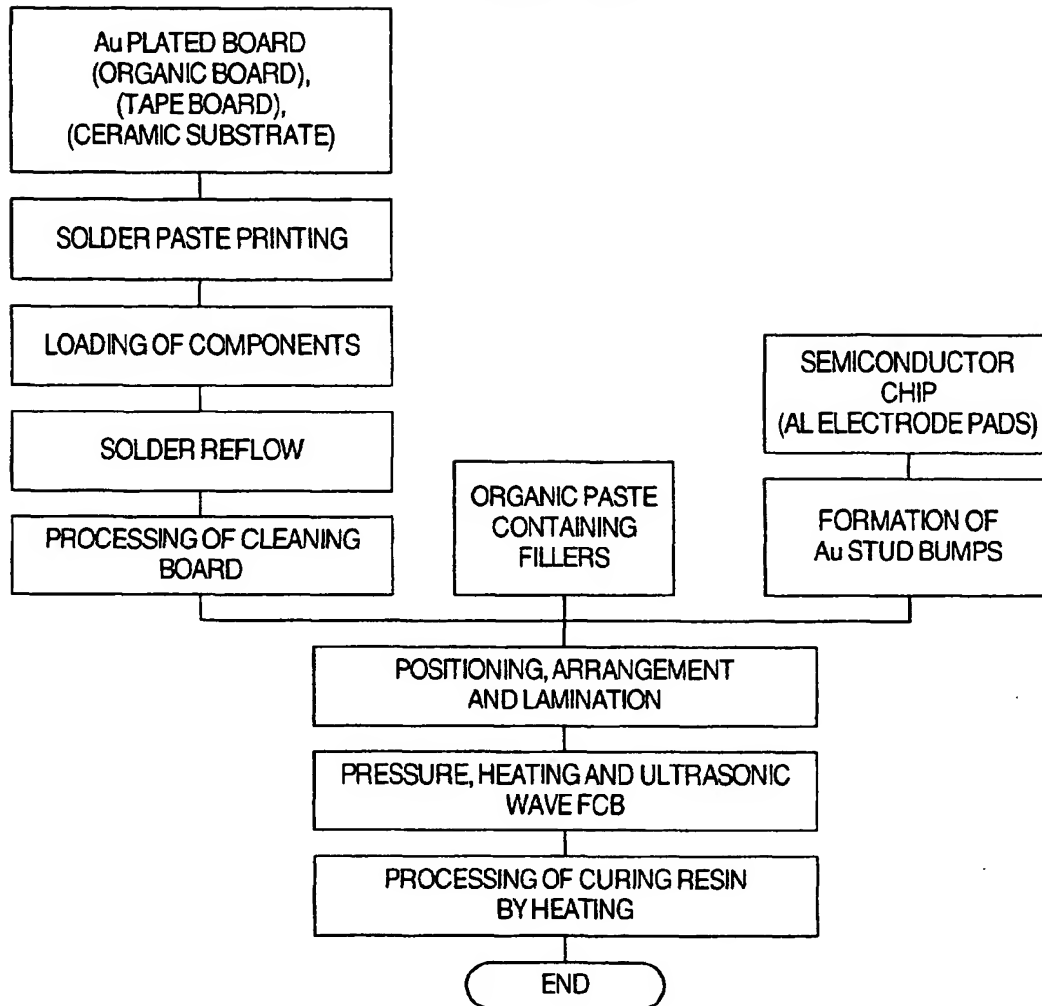 Au PLATED BOARD
(ORGANIC BOARD),
(TAPE BOARD),
(CERAMIC SUBSTRATE)
SOLDER PASTE PRINTING
LOADING OF COMPONENTS
SOLDER REFLOW
PROCESSING OF CLEANING
BOARD
ORGANIC PASTE
CONTAINING
FILLERS
SEMICONDUCTOR
CHIP
(AL ELECTRODE PADS)
FORMATION OF
Au STUD BUMPS
POSITIONING, ARRANGEMENT
AND LAMINATION
PRESSURE, HEATING AND ULTRASONIC
WAVE FCB
PROCESSING OF CURING RESIN
BY HEATING
END